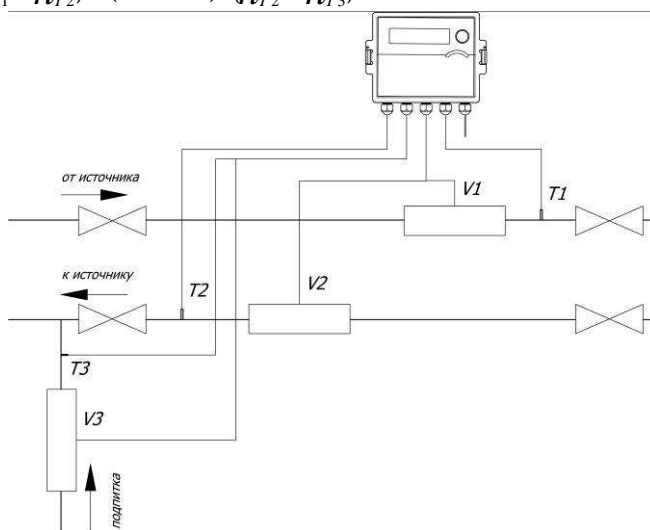 от источника
V1
T1
к источнику
T2
V2
T3
V3
подпитка